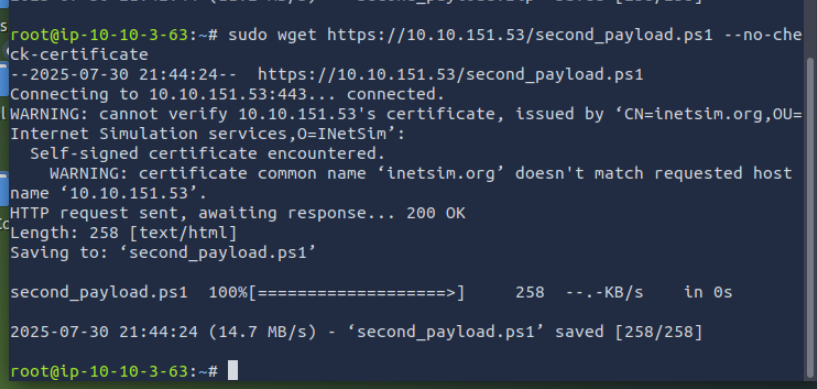 root@ip-10-10-3-63:~# sudo wget https://10.10.151.53/second_payload.ps1 --no-che
ck-certificate
--2025-07-30 21:44:24--  https://10.10.151.53/second_payload.ps1
Connecting to 10.10.151.53:443... connected.
WARNING: cannot verify 10.10.151.53's certificate, issued by ‘CN=inetsim.org,OU=
Internet Simulation services,O=INetSim’:
  Self-signed certificate encountered.
    WARNING: certificate common name ‘inetsim.org’ doesn't match requested host
name ‘10.10.151.53’.
HTTP request sent, awaiting response... 200 OK
Length: 258 [text/html]
Saving to: ‘second_payload.ps1’

second_payload.ps1  100%[===================>]     258  --.-KB/s    in 0s

2025-07-30 21:44:24 (14.7 MB/s) - ‘second_payload.ps1’ saved [258/258]

root@ip-10-10-3-63:~#